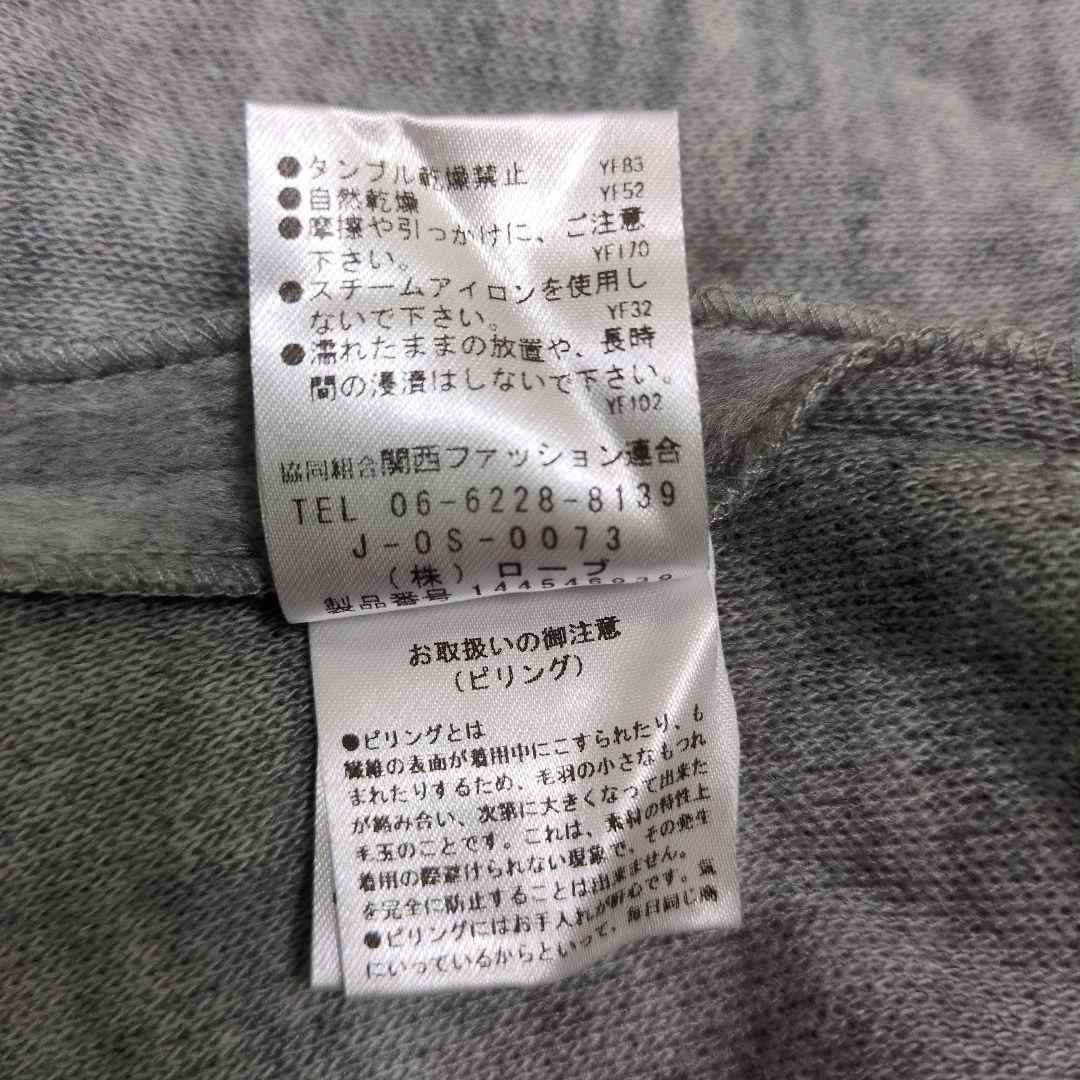 ●タンブル乾燥禁止 YF83
●自然乾燥 YF52
●摩擦や引っかけに、ご注意
下さい。 YF170
●スチームアイロンを使用し
ないで下さい。 YF32
●濡れたままの放置や、長時
間の浸漬はしないで下さい。
YF102
協同組合関西ファッション連合
TEL 06-6228-8139
J-OS-0073
(株) ローブ
製品番号
お取扱いの御注意
(ピリング)
●ピリングとは
繊維の表面が着用中にこすられたり、も
まれたりするため、毛羽の小さなもつれ
が絡み合い、次第に大きくなって出来た
毛玉のことです。これは、素材の特性上
着用の際避けられない現象で、その発生
を完全に防止することは出来ません。
●ピリングにはお手入れが肝心です。気
にいっているからといって、毎日同じ商